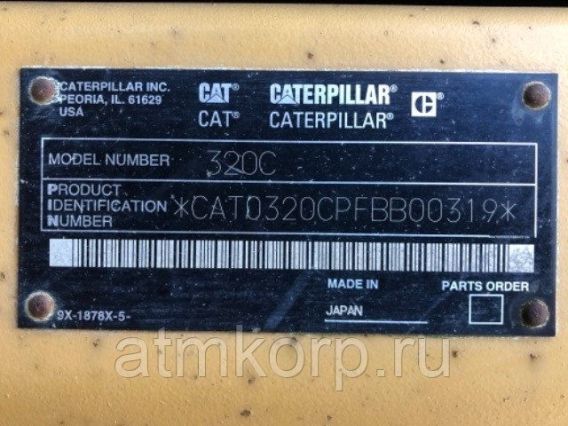 CATERPILLAR INC.
PEORIA, IL. 61629
USA
CAT® CATERPILLAR® C®
CAT® CATERPILLAR®
MODEL NUMBER 320C
PRODUCT
IDENTIFICATION
NUMBER
*CAT0320CPFBB00319*
MADE IN PARTS ORDER
JAPAN
9X-1878X-5-
atmkorp.ru